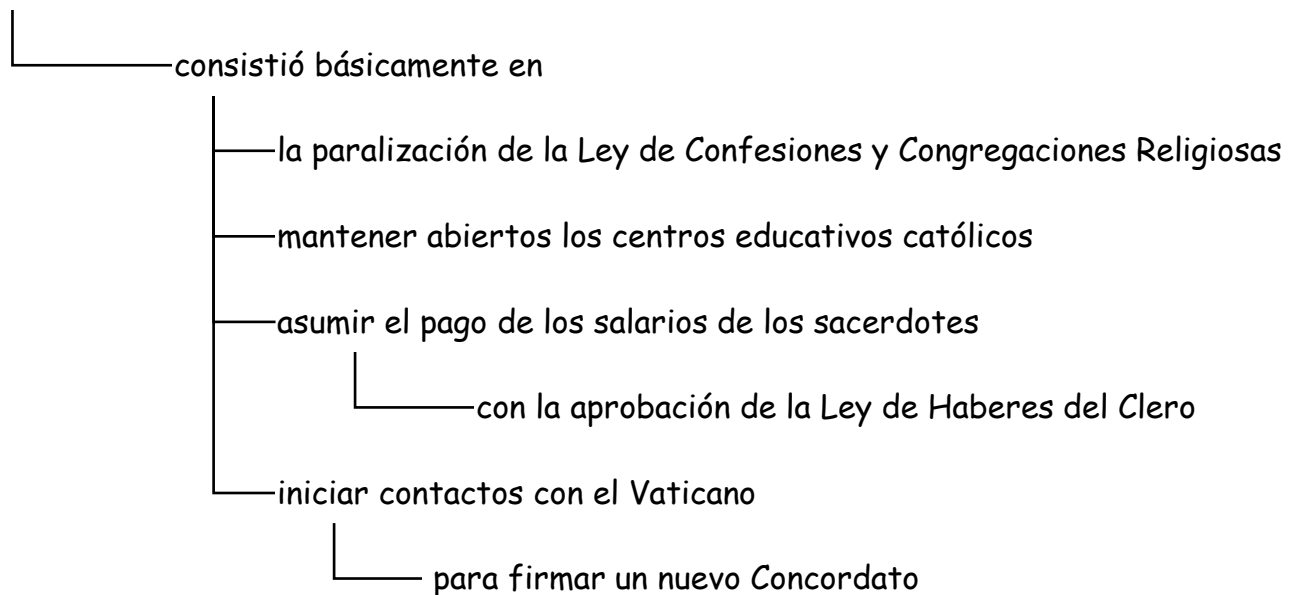 consistió básicamente en
la paralización de la Ley de Confesiones y Congregaciones Religiosas
mantener abiertos los centros educativos católicos
asumir el pago de los salarios de los sacerdotes
con la aprobación de la Ley de Haberes del Clero
iniciar contactos con el Vaticano
para firmar un nuevo Concordato